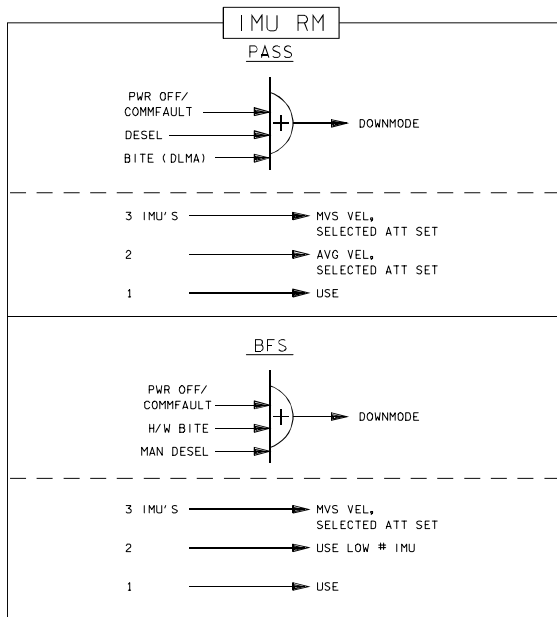 IMU RM
PASS
PWR OFF/
COMMFAULT
DESEL
BITE (DLMA)
+
DOWNMODE
3 IMU'S
MVS VEL,
SELECTED ATT SET
2
AVG VEL,
SELECTED ATT SET
1
USE
BFS
PWR OFF/
COMMFAULT
H/W BITE
MAN DESEL
+
DOWNMODE
3 IMU'S
MVS VEL,
SELECTED ATT SET
2
USE LOW # IMU
1
USE